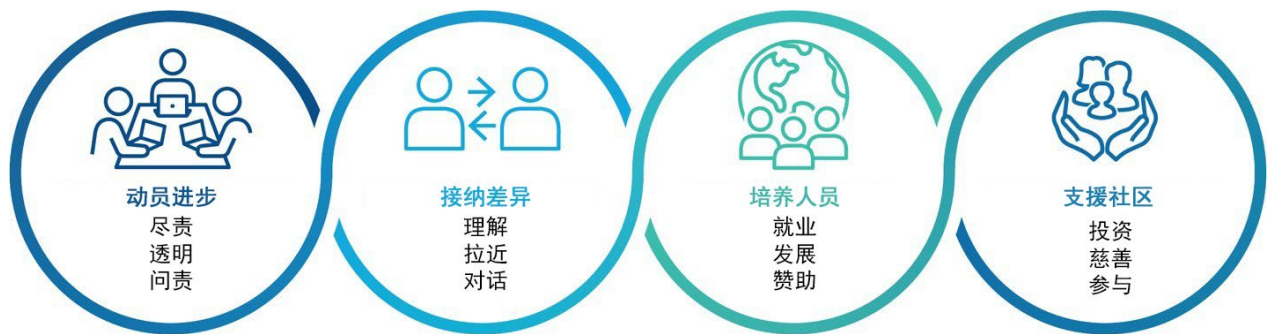 动员进步
尽责
透明
问责
接纳差异
理解
拉近
对话
培养人员
就业
发展
赞助
支援社区
投资
慈善
参与